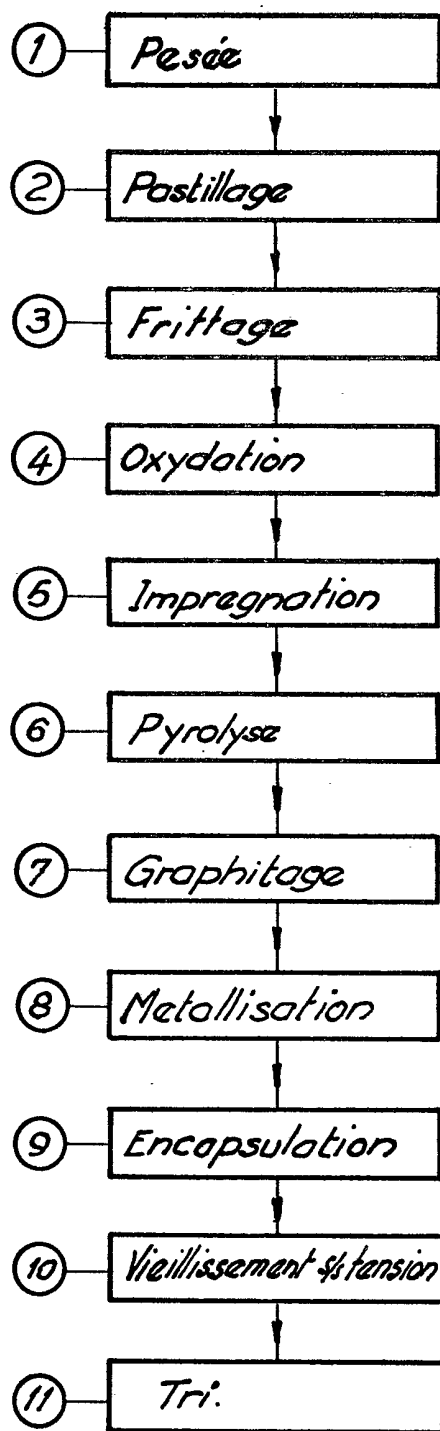 1 Pesée
2 Pastillage
3 Frittage
4 Oxydation
5 Impregnation
6 Pyrolyse
7 Graphitage
8 Metallisation
9 Encapsulation
10 Vieillissement s/s tension
11 Tri.